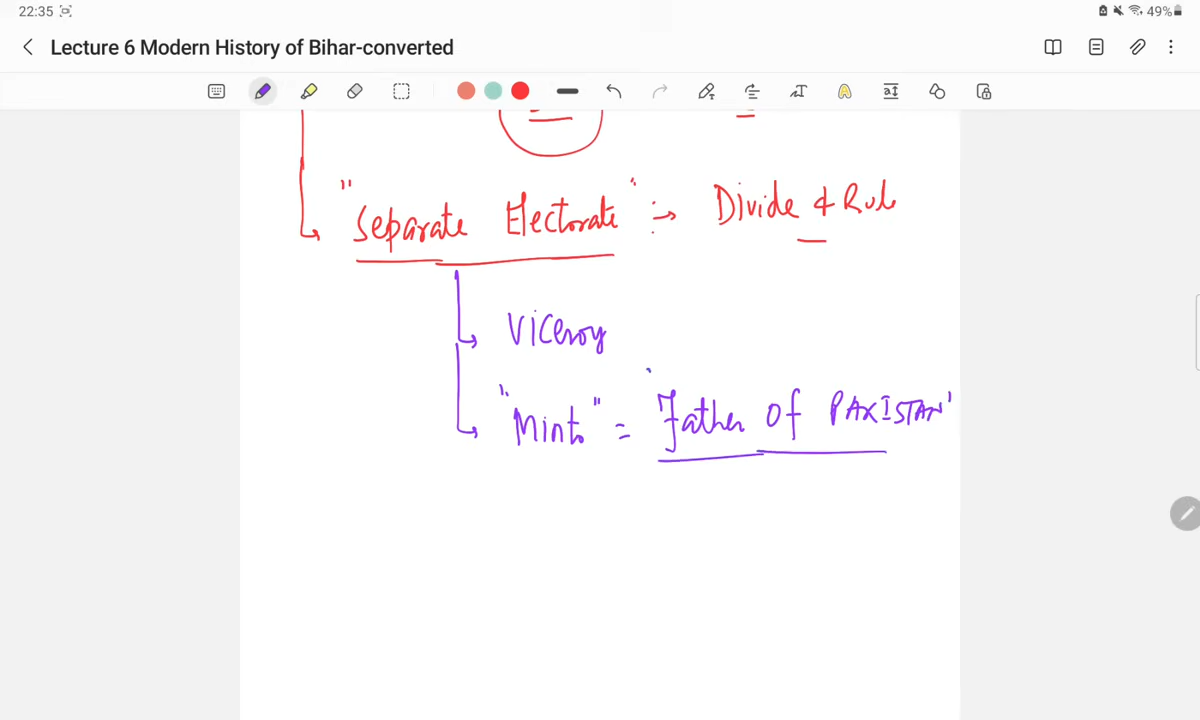 22:35
49%
Lecture 6 Modern History of Bihar-converted
"Separate Electorate" → Divide & Rule
↳ Viceroy
↳ "Minto" = "Father of PAKISTAN"